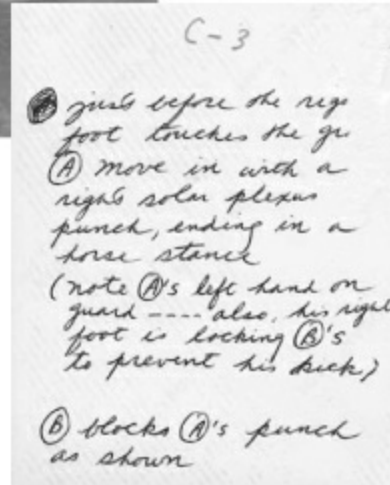 C-3
just before the righ
foot touches the gr
Ⓐ move in with a
right solar plexus
punch, ending in a
horse stance
(note Ⓐ's left hand on
guard ---- also, his right
foot is locking Ⓑ's
to prevent his kick)
Ⓑ blocks Ⓐ's punch
as shown